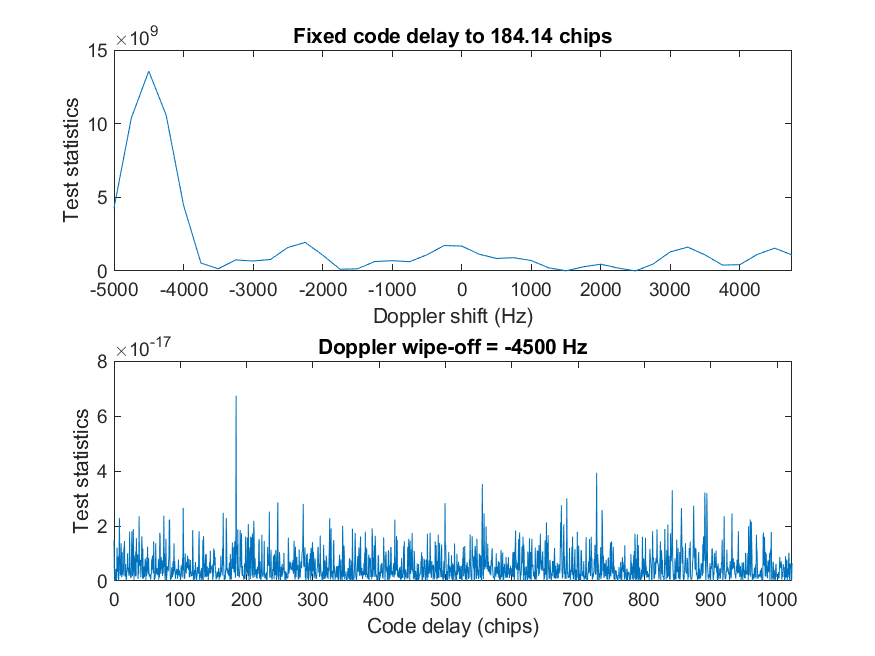 Fixed code delay to 184.14 chips
×10^9
15
10
5
0
Test statistics
-5000 -4000 -3000 -2000 -1000 0 1000 2000 3000 4000
Doppler shift (Hz)
Doppler wipe-off = -4500 Hz
×10^-17
8
6
4
2
0
Test statistics
0 100 200 300 400 500 600 700 800 900 1000
Code delay (chips)